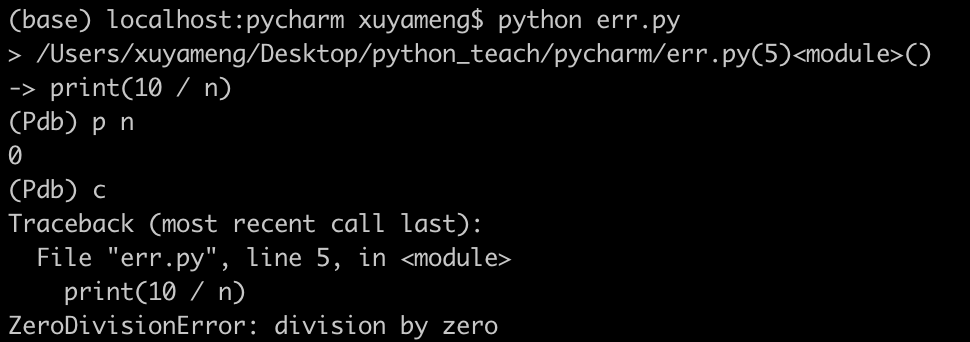 (base) localhost:pycharm xuyameng$ python err.py
> /Users/xuyameng/Desktop/python_teach/pycharm/err.py(5)<module>()
-> print(10 / n)
(Pdb) p n
0
(Pdb) c
Traceback (most recent call last):
  File "err.py", line 5, in <module>
    print(10 / n)
ZeroDivisionError: division by zero